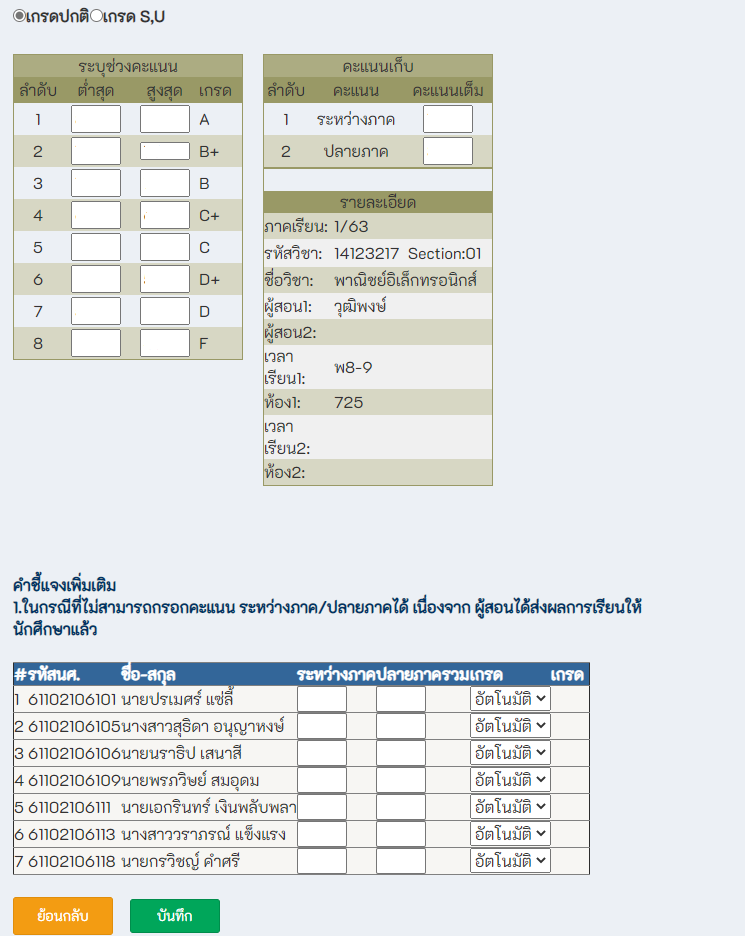 เกรดปกติ เกรด S,U
ระบุช่วงคะแนน
ลำดับ ต่ำสุด สูงสุด เกรด
1 A
2 B+
3 B
4 C+
5 C
6 D+
7 D
8 F
คะแนนเก็บ
ลำดับ คะแนน คะแนนเต็ม
1 ระหว่างภาค
2 ปลายภาค
รายละเอียด
ภาคเรียน: 1/63
รหัสวิชา: 14123217 Section:01
ชื่อวิชา: พาณิชย์อิเล็กทรอนิกส์
ผู้สอน1: วุฒิพงษ์
ผู้สอน2:
เวลา
เรียน1: พ8-9
ห้อง1: 725
เวลา
เรียน2:
ห้อง2:
คำชี้แจงเพิ่มเติม
1.ในกรณีที่ไม่สามารถกรอกคะแนน ระหว่างภาค/ปลายภาคได้ เนื่องจาก ผู้สอนได้ส่งผลการเรียนให้
นักศึกษาแล้ว
# รหัสนศ. ชื่อ-สกุล ระหว่างภาค ปลายภาค รวม เกรด เกรด
1 61102106101 นายปรเมศร์ แซ่ลี้ อัตโนมัติ
2 61102106105 นางสาวสุธิดา อนุญาหงษ์ อัตโนมัติ
3 61102106106 นายนราธิป เสนาสี อัตโนมัติ
4 61102106109 นายพรภวิษย์ สมอุดม อัตโนมัติ
5 61102106111 นายเอกรินทร์ เงินพลับพลา อัตโนมัติ
6 61102106113 นางสาววราภรณ์ แข็งแรง อัตโนมัติ
7 61102106118 นายกรวิชญ์ คำศรี อัตโนมัติ
ย้อนกลับ บันทึก